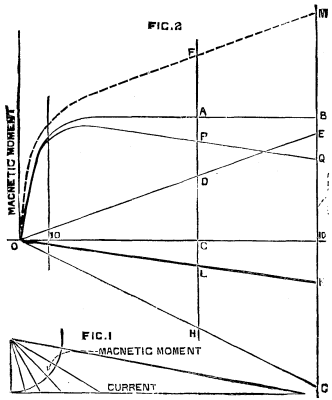 FIG.2
M
F
MAGNETIC MOMENT
A
B
E
P
Q
D
O
10
C
10
L
H
G
FIG.1
MAGNETIC MOMENT
CURRENT